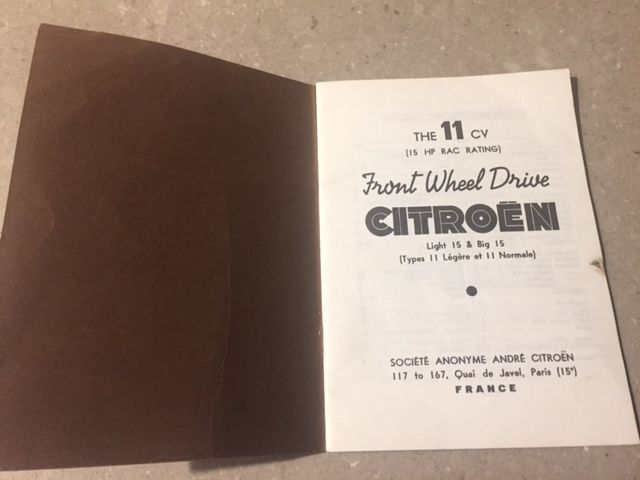 THE 11 CV
(15 HP RAC RATING)
Front Wheel Drive
CITROËN
Light 15 & Big 15
(Types 11 Légère et 11 Normale)
SOCIÉTÉ ANONYME ANDRÉ CITROËN
117 to 167, Quai de Javel, Paris (15e)
FRANCE